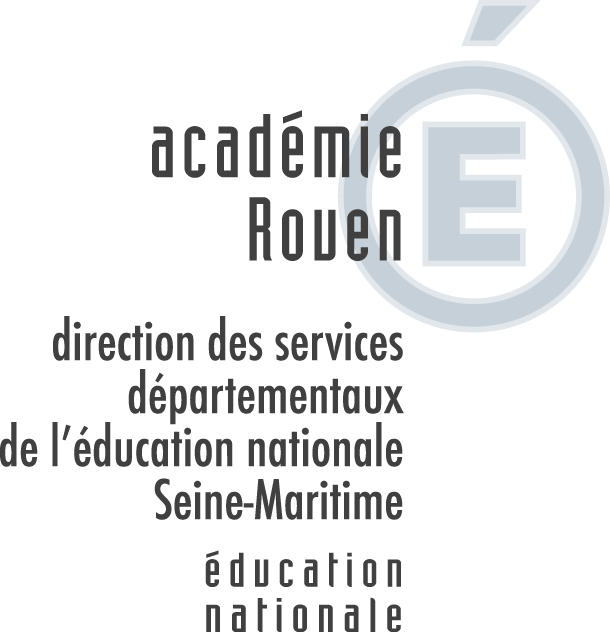 académie
Rouen
É
direction des services
départementaux
de l’éducation nationale
Seine-Maritime
éducation
nationale